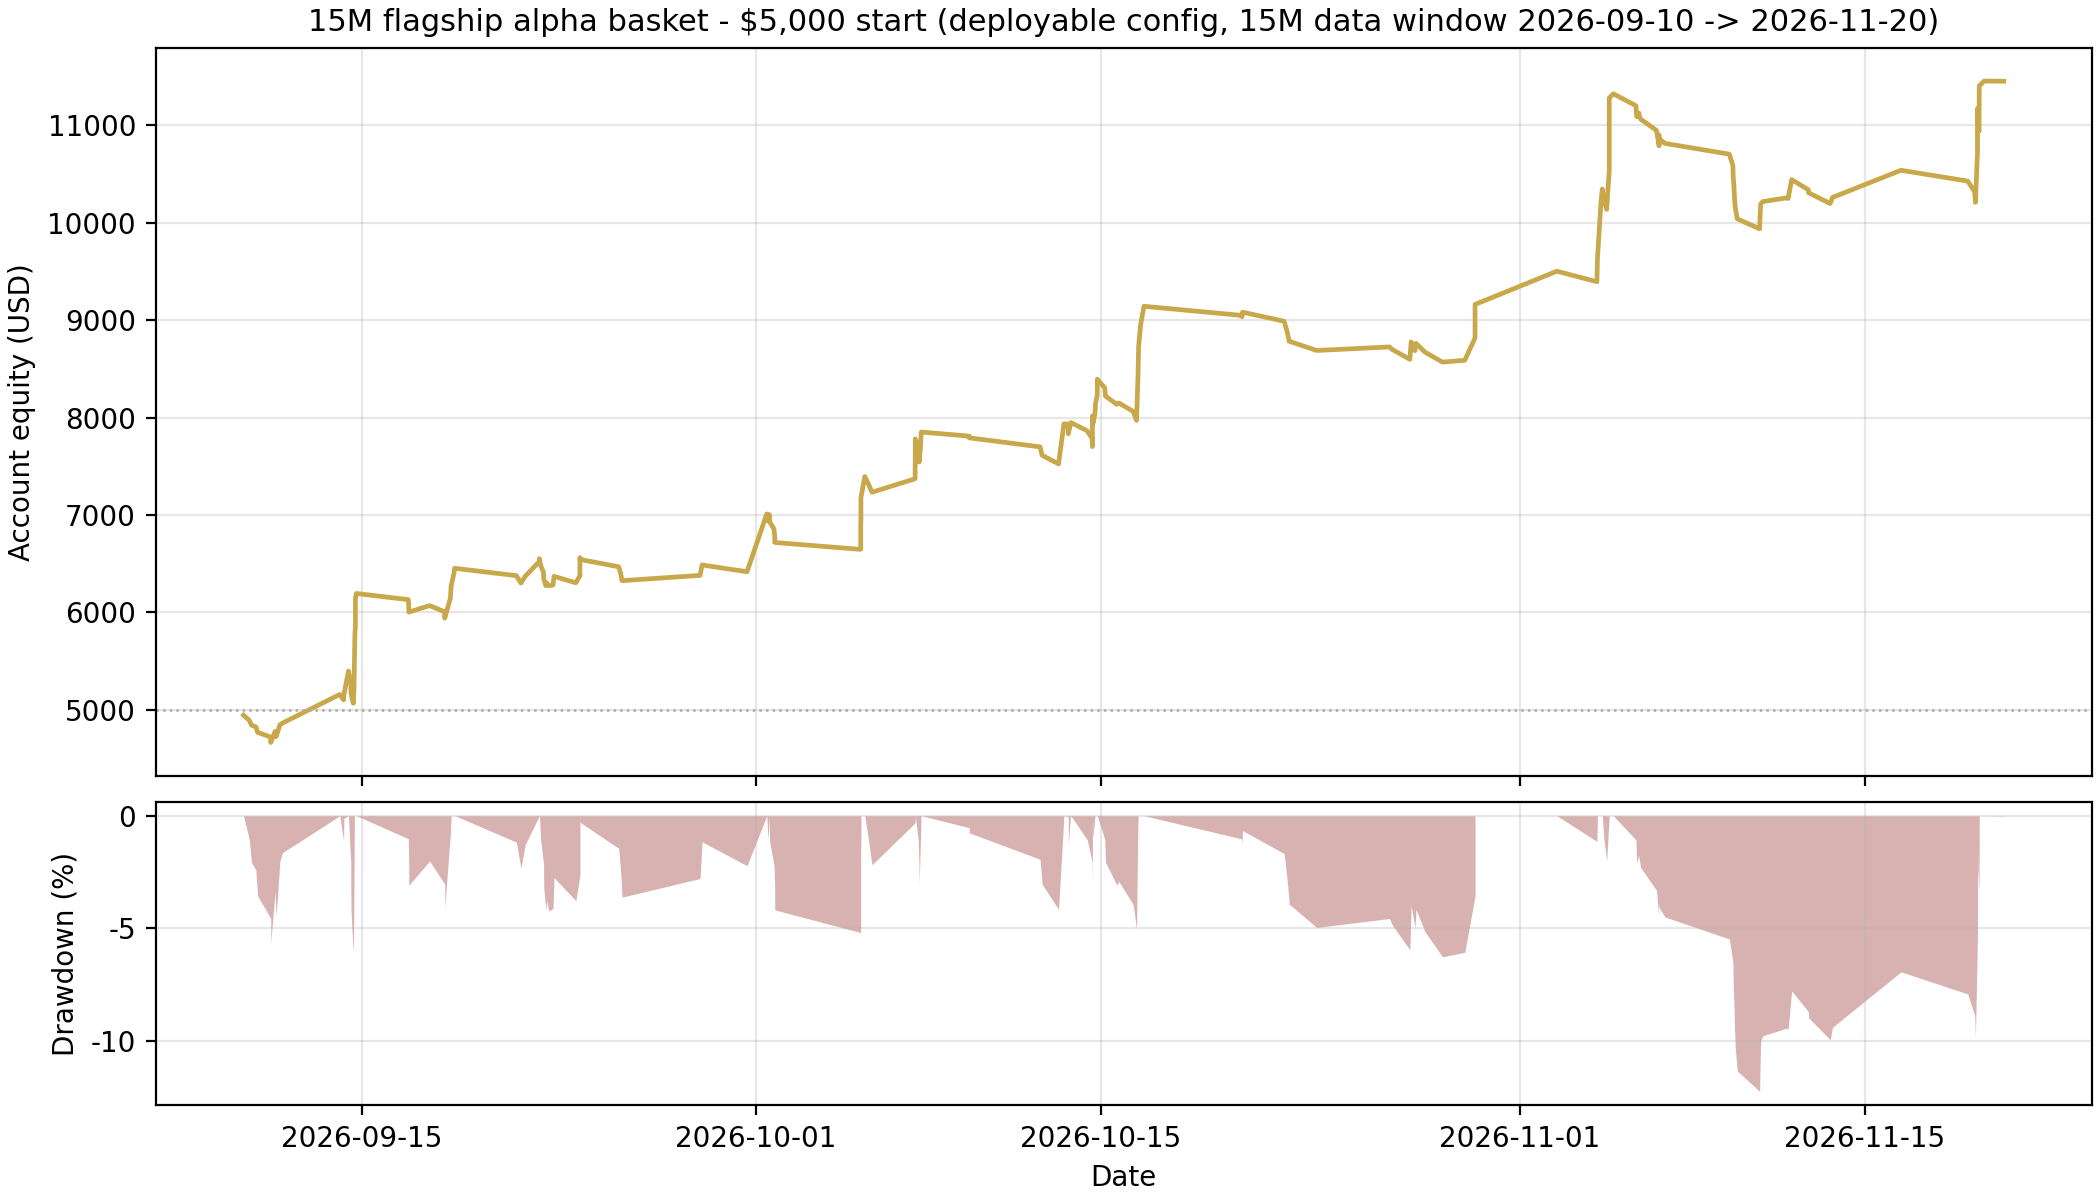 15M flagship alpha basket - $5,000 start (deployable config, 15M data window 2026-09-10 -> 2026-11-20)
Account equity (USD)
11000
10000
9000
8000
7000
6000
5000
Drawdown (%)
0
-5
-10
2026-09-15 2026-10-01 2026-10-15 2026-11-01 2026-11-15
Date